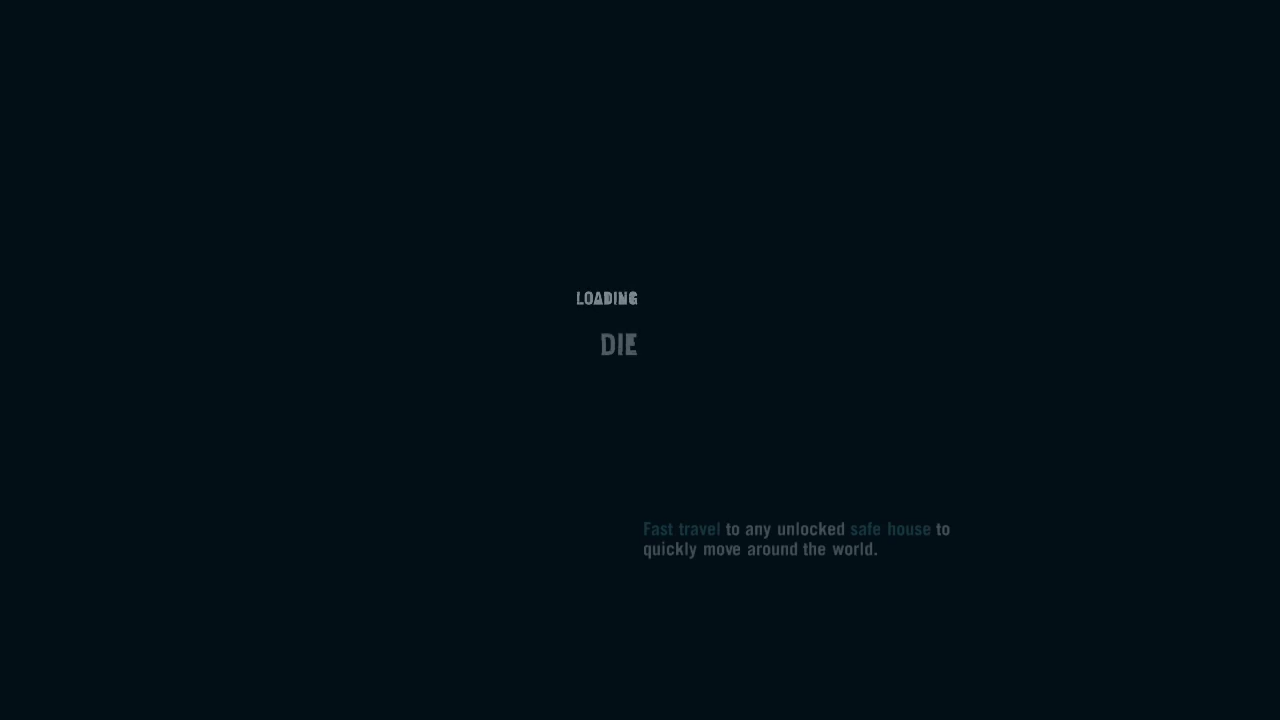 LOADING
DIE
Fast travel to any unlocked safe house to
quickly move around the world.